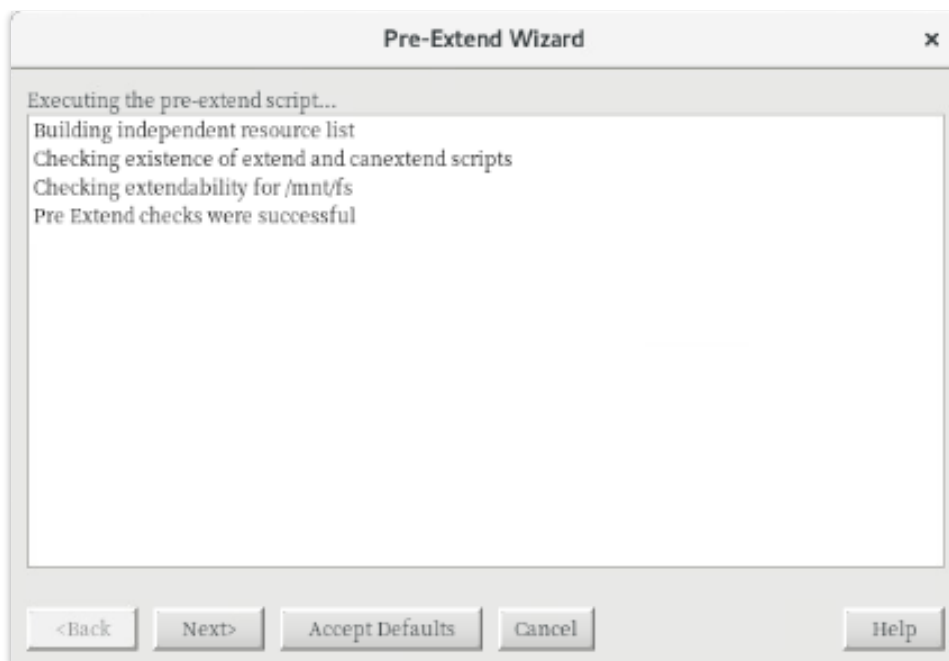 Pre-Extend Wizard
×
Executing the pre-extend script...
Building independent resource list
Checking existence of extend and canextend scripts
Checking extendability for /mnt/fs
Pre Extend checks were successful
<Back Next> Accept Defaults Cancel Help